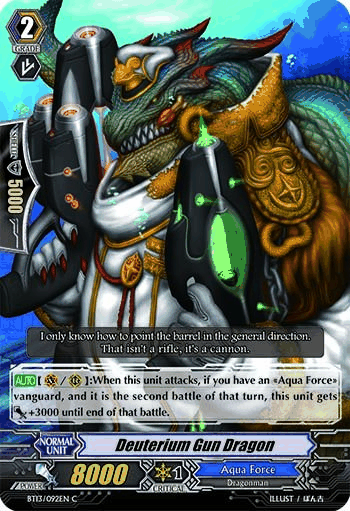 2
GRADE
SHIELD
5000
I only know how to point the barrel in the general direction.
That isn't a rifle, it's a cannon.
AUTO [ / ]:When this unit attacks, if you have an «Aqua Force»
vanguard, and it is the second battle of that turn, this unit gets
+3000 until end of that battle.
NORMAL
UNIT
Deuterium Gun Dragon
POWER
8000
1
CRITICAL
Aqua Force
Dragonman
BT13/092EN C
ILLUST / ぽん吉